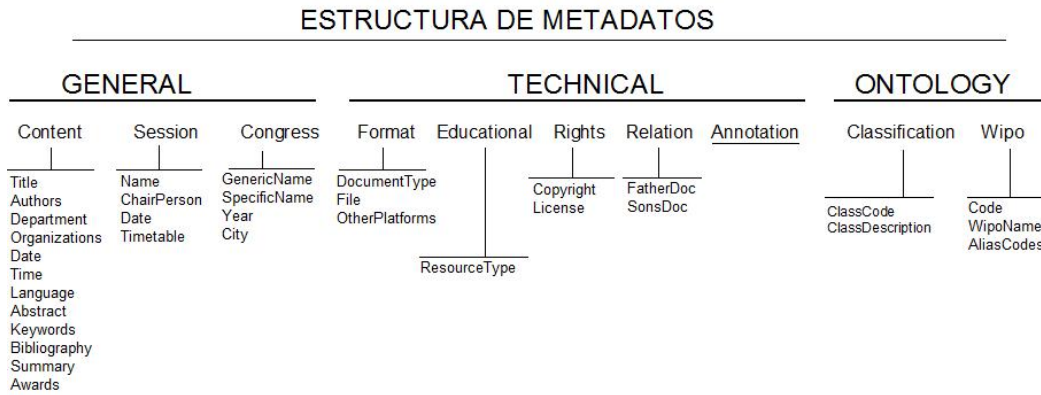 ESTRUCTURA DE METADATOS
GENERAL
TECHNICAL
ONTOLOGY
Content
Session
Congress
Format
Educational
Rights
Relation
Annotation
Classification
Wipo
Title
Authors
Department
Organizations
Date
Time
Language
Abstract
Keywords
Bibliography
Summary
Awards
Name
ChairPerson
Date
Timetable
GenericName
SpecificName
Year
City
DocumentType
File
OtherPlatforms
ResourceType
Copyright
License
FatherDoc
SonsDoc
ClassCode
ClassDescription
Code
WipoName
AliasCodes